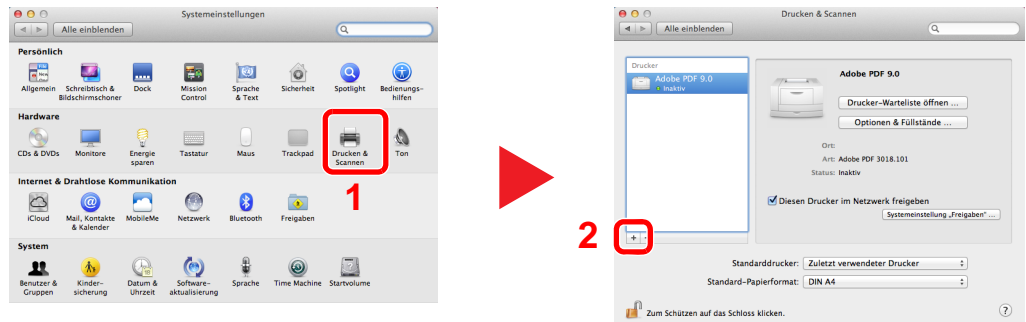 Systemeinstellungen
Alle einblenden
Persönlich
Allgemein
Schreibtisch &
Bildschirmschoner
Dock
Mission
Control
Sprache
& Text
Sicherheit
Spotlight
Bedienungs-
hilfen
Hardware
CDs & DVDs
Monitore
Energie
sparen
Tastatur
Maus
Trackpad
Drucken &
Scannen
Ton
1
Internet & Drahtlose Kommunikation
iCloud
Mail, Kontakte
& Kalender
MobileMe
Netzwerk
Bluetooth
Freigaben
System
Benutzer &
Gruppen
Kinder-
sicherung
Datum &
Uhrzeit
Software-
aktualisierung
Sprache
Time Machine
Startvolume
Drucken & Scannen
Alle einblenden
Drucker
Adobe PDF 9.0
Inaktiv
Adobe PDF 9.0
Drucker-Warteliste öffnen ...
Optionen & Füllstände ...
Ort:
Art: Adobe PDF 3018.101
Status: Inaktiv
Diesen Drucker im Netzwerk freigeben
Systemeinstellung „Freigaben“ ...
2
+ -
Standarddrucker: Zuletzt verwendeter Drucker
Standard-Papierformat: DIN A4
Zum Schützen auf das Schloss klicken.
?